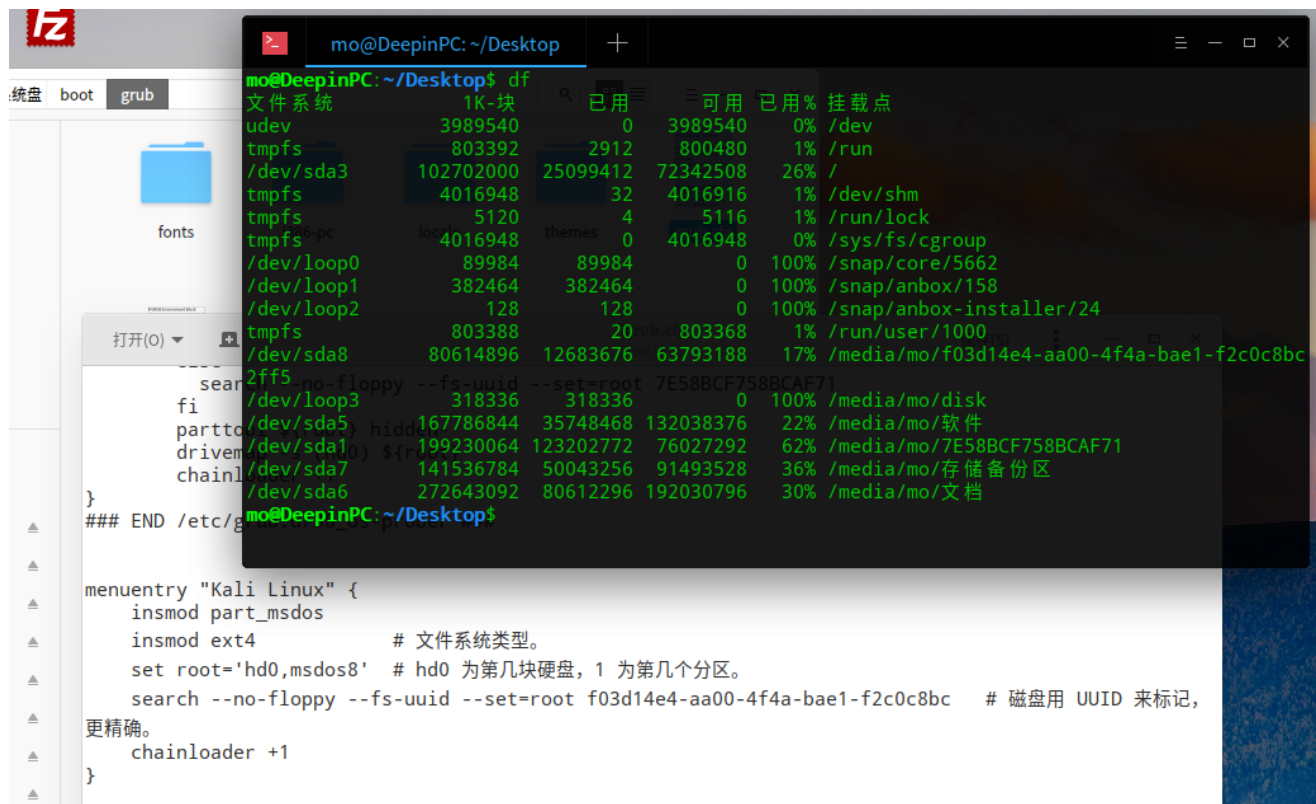 Fz
mo@DeepinPC: ~/Desktop
统盘 boot grub
mo@DeepinPC:~/Desktop$ df
文件系统 1K-块 已用 可用 已用% 挂载点
udev 3989540 0 3989540 0% /dev
tmpfs 803392 2912 800480 1% /run
/dev/sda3 102702000 25099412 72342508 26% /
tmpfs 4016948 32 4016916 1% /dev/shm
tmpfs 5120 4 5116 1% /run/lock
tmpfs 4016948 0 4016948 0% /sys/fs/cgroup
/dev/loop0 89984 89984 0 100% /snap/core/5662
/dev/loop1 382464 382464 0 100% /snap/anbox/158
/dev/loop2 128 128 0 100% /snap/anbox-installer/24
tmpfs 803388 20 803368 1% /run/user/1000
/dev/sda8 80614896 12683676 63793188 17% /media/mo/f03d14e4-aa00-4f4a-bae1-f2c0c8bc
2ff5
/dev/loop3 318336 318336 0 100% /media/mo/disk
/dev/sda5 167786844 35748468 132038376 22% /media/mo/软件
/dev/sda1 199230064 123202772 76027292 62% /media/mo/7E58BCF758BCAF71
/dev/sda7 141536784 50043256 91493528 36% /media/mo/存储备份区
/dev/sda6 272643092 80612296 192030796 30% /media/mo/文档
mo@DeepinPC:~/Desktop$
fonts
themes
打开(O)
search --no-floppy --fs-uuid --set=root 7E58BCF758BCAF71
fi
}
### END
menuentry "Kali Linux" {
insmod part_msdos
insmod ext4 # 文件系统类型。
set root='hd0,msdos8' # hd0 为第几块硬盘，1 为第几个分区。
search --no-floppy --fs-uuid --set=root f03d14e4-aa00-4f4a-bae1-f2c0c8bc # 磁盘用 UUID 来标记，
更精确。
chainloader +1
}